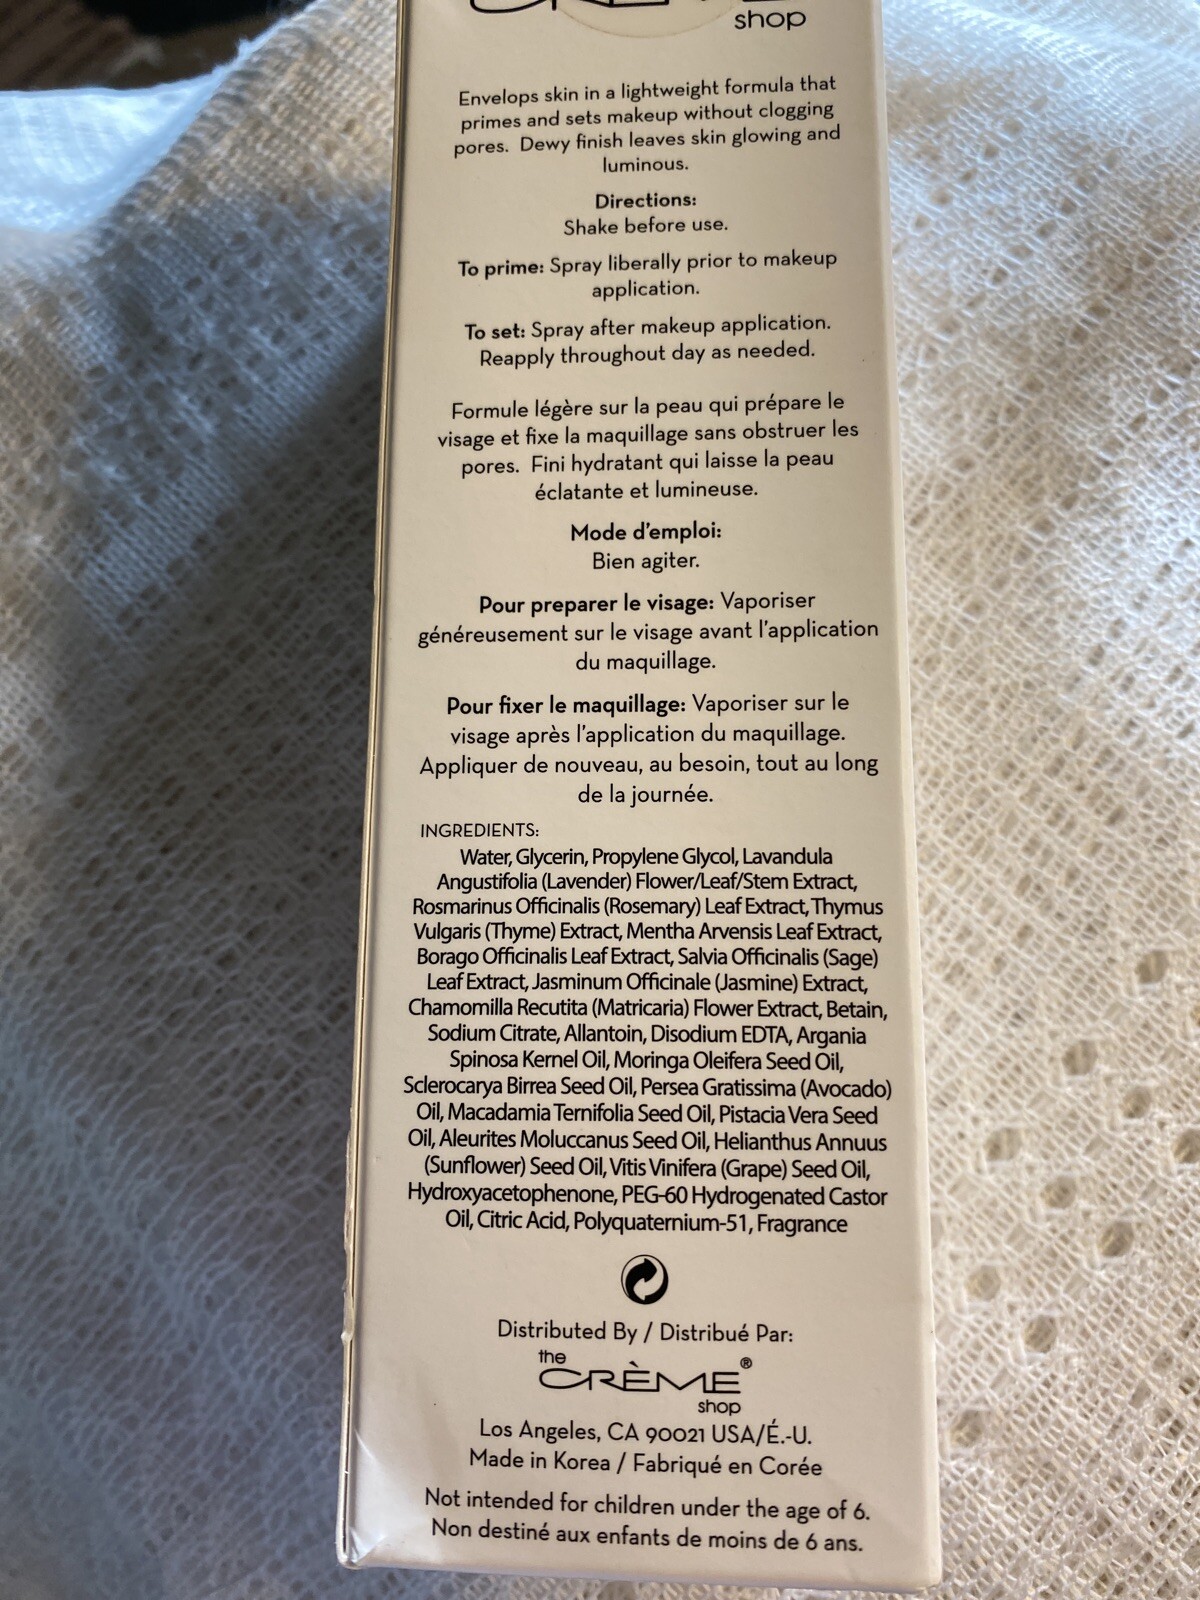 CRÈME
shop
Envelops skin in a lightweight formula that
primes and sets makeup without clogging
pores. Dewy finish leaves skin glowing and
luminous.
Directions:
Shake before use.
To prime: Spray liberally prior to makeup
application.
To set: Spray after makeup application.
Reapply throughout day as needed.
Formule légère sur la peau qui prépare le
visage et fixe la maquillage sans obstruer les
pores. Fini hydratant qui laisse la peau
éclatante et lumineuse.
Mode d'emploi:
Bien agiter.
Pour preparer le visage: Vaporiser
généreusement sur le visage avant l'application
du maquillage.
Pour fixer le maquillage: Vaporiser sur le
visage après l'application du maquillage.
Appliquer de nouveau, au besoin, tout au long
de la journée.
INGREDIENTS:
Water, Glycerin, Propylene Glycol, Lavandula
Angustifolia (Lavender) Flower/Leaf/Stem Extract,
Rosmarinus Officinalis (Rosemary) Leaf Extract, Thymus
Vulgaris (Thyme) Extract, Mentha Arvensis Leaf Extract,
Borago Officinalis Leaf Extract, Salvia Officinalis (Sage)
Leaf Extract, Jasminum Officinale (Jasmine) Extract,
Chamomilla Recutita (Matricaria) Flower Extract, Betain,
Sodium Citrate, Allantoin, Disodium EDTA, Argania
Spinosa Kernel Oil, Moringa Oleifera Seed Oil,
Sclerocarya Birrea Seed Oil, Persea Gratissima (Avocado)
Oil, Macadamia Ternifolia Seed Oil, Pistacia Vera Seed
Oil, Aleurites Moluccanus Seed Oil, Helianthus Annuus
(Sunflower) Seed Oil, Vitis Vinifera (Grape) Seed Oil,
Hydroxyacetophenone, PEG-60 Hydrogenated Castor
Oil, Citric Acid, Polyquaternium-51, Fragrance
Distributed By / Distribué Par:
the
CRÈME®
shop
Los Angeles, CA 90021 USA/É.-U.
Made in Korea / Fabriqué en Corée
Not intended for children under the age of 6.
Non destiné aux enfants de moins de 6 ans.